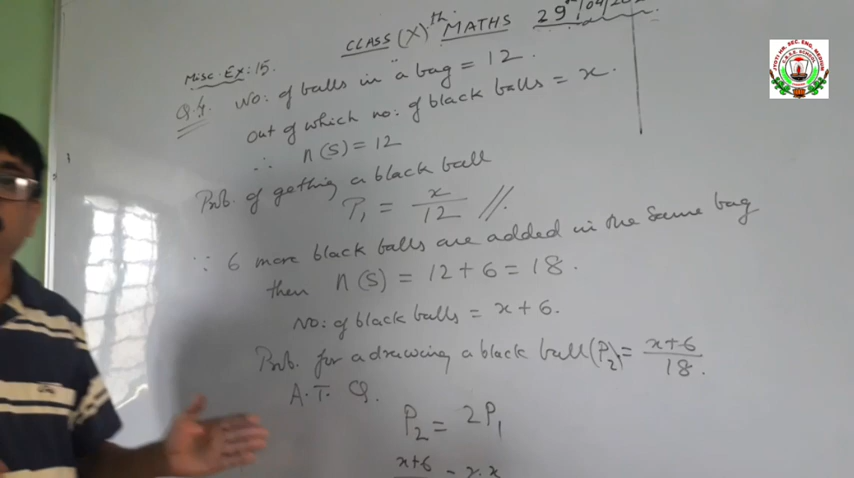 CLASS (X)th MATHS
Misc. Ex: 15.
Q.4. No: of balls in a bag = 12.
out of which no: of black balls = x.
∴ n(S) = 12
Prob. of getting a black ball
P₁ = x/12 //.
∵ 6 more black balls are added in the same bag
then n(S) = 12 + 6 = 18.
No: of black balls = x + 6.
Prob. for a drawing a black ball (P₂) = x+6/18.
A.T.Q.
P₂ = 2P₁
x+6